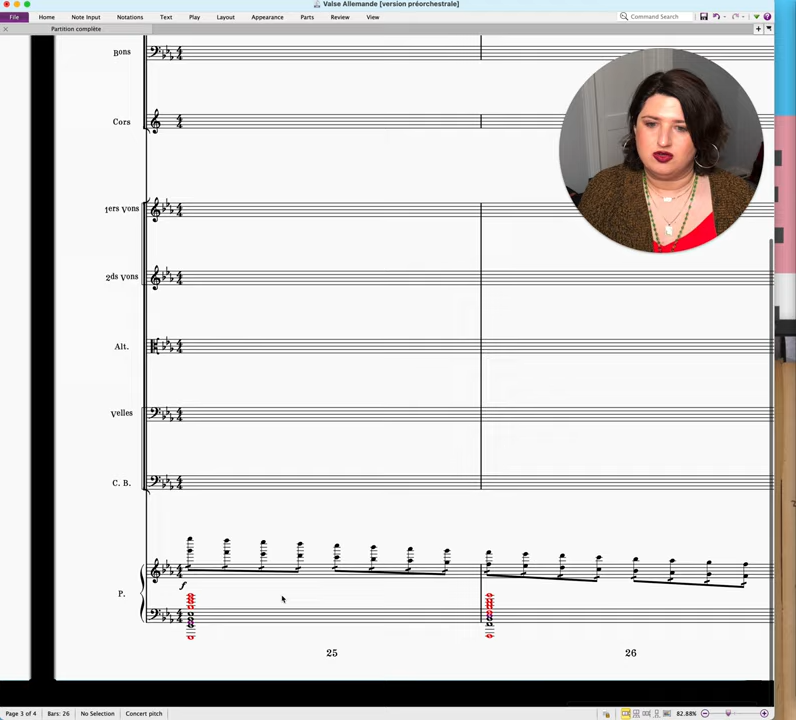 Valse Allemande [version préorchestrale]
File Home Note Input Notations Text Play Layout Appearance Parts Review View Command Search
Partition complète
Bons
Cors
1ers Vons
2ds Vons
Alt.
Velles
C. B.
f
P.
25 26
Page 3 of 4 Bars: 26 No Selection Concert pitch 82.88%